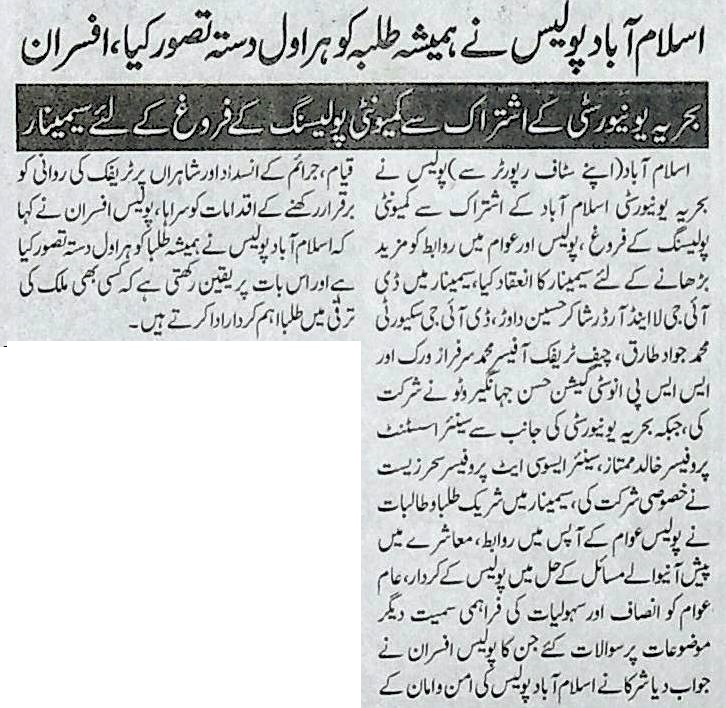 اسلام آباد پولیس نے ہمیشہ طلبہ کو ہراول دستہ تصور کیا، افسران
بحریہ یونیورسٹی کے اشتراک سے کمیونٹی پولیسنگ کے فروغ کے لئے سیمینار
اسلام آباد (اپنے سٹاف رپورٹر سے) پولیس نے
بحریہ یونیورسٹی اسلام آباد کے اشتراک سے کمیونٹی
پولیسنگ کے فروغ، پولیس اور عوام میں روابط کو مزید
بڑھانے کے لئے سیمینار کا انعقاد کیا، سیمینار میں ڈی
آئی جی لا اینڈ آرڈر شاکر حسین داوڑ، ڈی آئی جی سکیورٹی
محمد جواد طارق، چیف ٹریفک آفیسر محمد سرفراز ورک اور
ایس ایس پی انوسٹی گیشن حسن جہانگیر وٹو نے شرکت
کی، جبکہ بحریہ یونیورسٹی کی جانب سے سینئر اسسٹنٹ
پروفیسر خالد ممتاز، سینئر ایسوسی ایٹ پروفیسر سحر زیست
نے خصوصی شرکت کی، سیمینار میں شریک طلبا و طالبات
نے پولیس عوام کے آپس میں روابط، معاشرے میں
پیش آنیوالے مسائل کے حل میں پولیس کے کردار، عام
عوام کو انصاف اور سہولیات کی فراہمی سمیت دیگر
موضوعات پر سوالات کئے جن کا پولیس افسران نے
جواب دیا شرکا نے اسلام آباد پولیس کی امن و امان کے
قیام، جرائم کے انسداد اور شاہراں پر ٹریفک کی روانی کو
برقرار رکھنے کے اقدامات کو سراہا، پولیس افسران نے کہا
کہ اسلام آباد پولیس نے ہمیشہ طلبا کو ہراول دستہ تصور کیا
ہے اور اس بات پر یقین رکھتی ہے کہ کسی بھی ملک کی
ترقی میں طلبا اہم کردار ادا کرتے ہیں۔